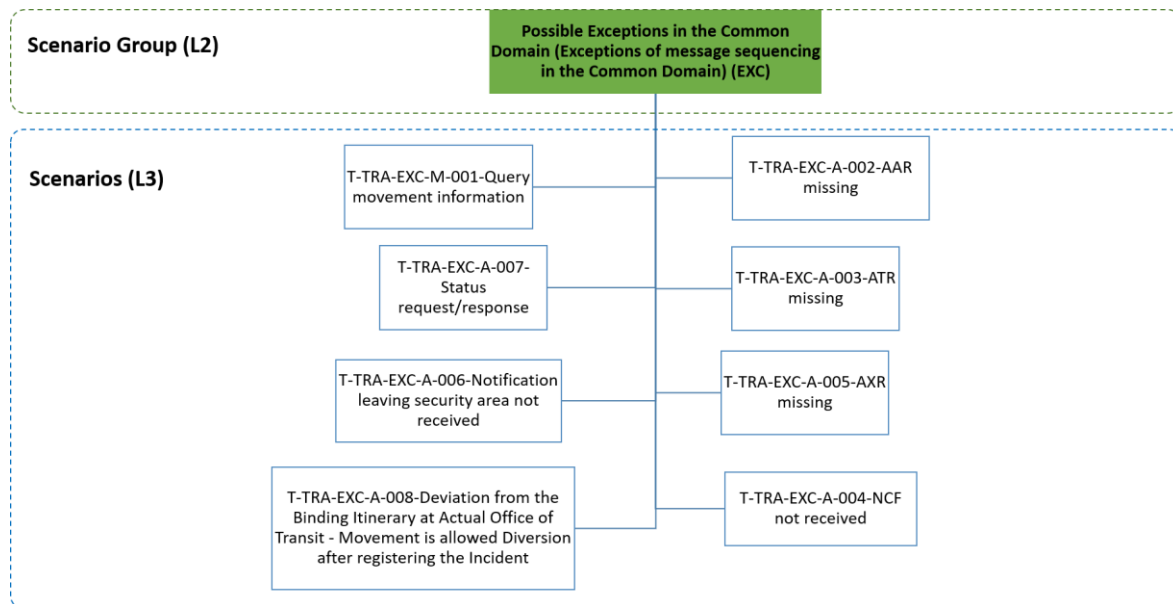 Scenario Group (L2)
Possible Exceptions in the Common
Domain (Exceptions of message sequencing
in the Common Domain) (EXC)
Scenarios (L3)
T-TRA-EXC-M-001-Query
movement information
T-TRA-EXC-A-002-AAR
missing
T-TRA-EXC-A-007-
Status
request/response
T-TRA-EXC-A-003-ATR
missing
T-TRA-EXC-A-006-Notification
leaving security area not
received
T-TRA-EXC-A-005-AXR
missing
T-TRA-EXC-A-008-Deviation from the
Binding Itinerary at Actual Office of
Transit - Movement is allowed Diversion
after registering the Incident
T-TRA-EXC-A-004-NCF
not received